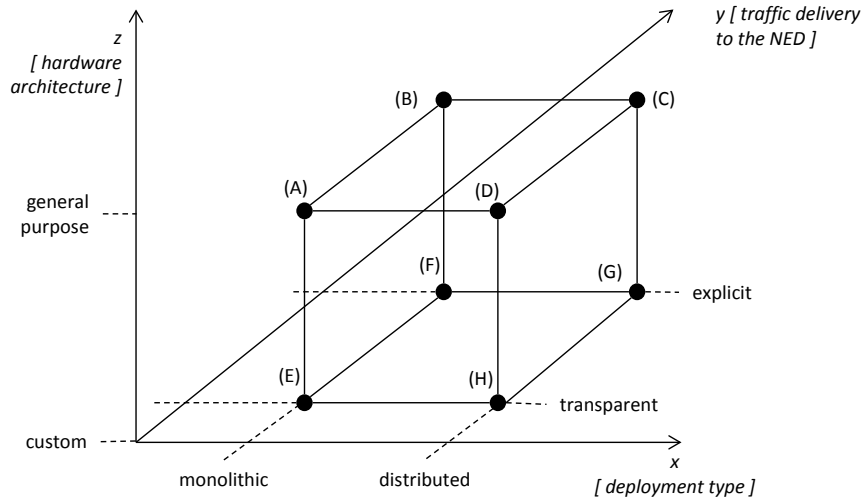 z
[ hardware
architecture ]
y [ traffic delivery
to the NED ]
(B)
(C)
(A)
(D)
general
purpose
(F)
(G)
explicit
(E)
(H)
transparent
custom
monolithic
distributed
x
[ deployment type ]